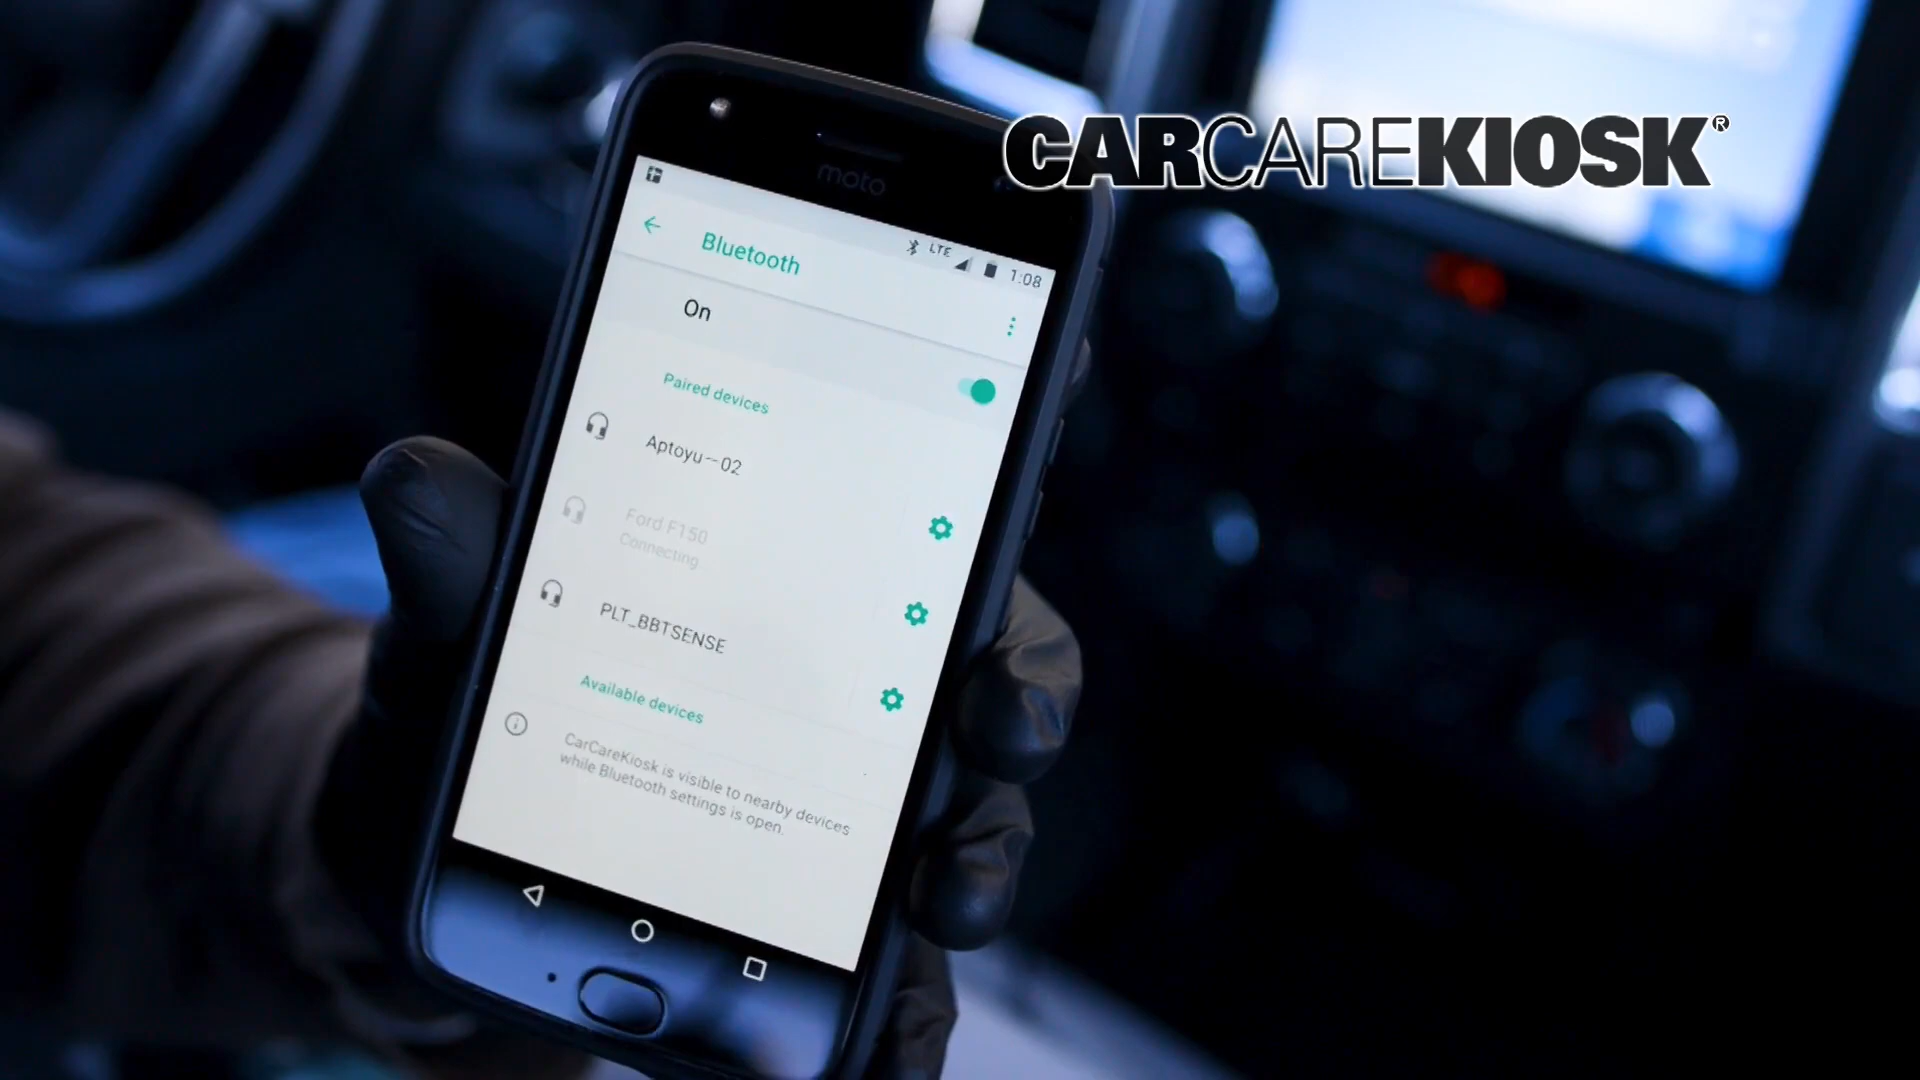 CARCAREKIOSK®
moto
LTE 1:08
Bluetooth
On
Paired devices
Aptoyu-02
Ford F150
Connecting
PLT_BBTSENSE
Available devices
CarCareKiosk is visible to nearby devices
while Bluetooth settings is open.